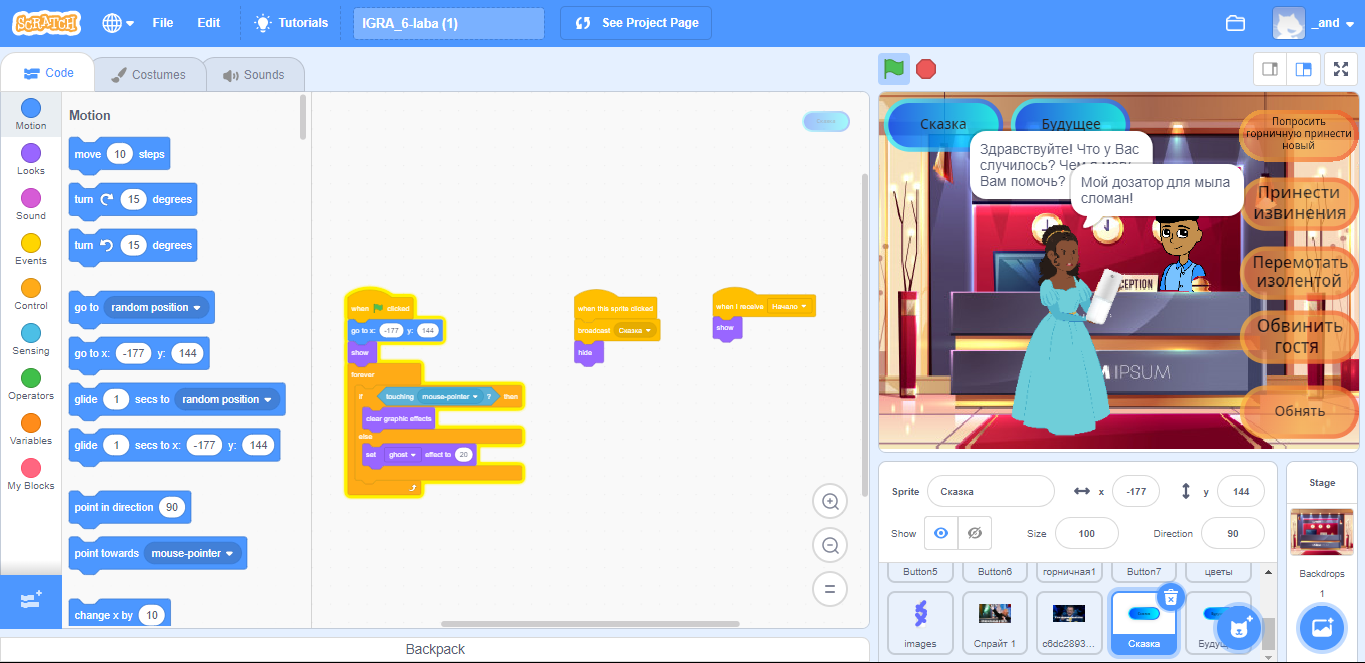 SCRATCH
File
Edit
Tutorials
IGRA_6-laba (1)
See Project Page
_and
Code
Costumes
Sounds
Motion
Looks
Sound
Events
Control
Sensing
Operators
Variables
My Blocks
Motion
move 10 steps
turn 15 degrees
turn 15 degrees
go to random position
go to x: -177 y: 144
glide 1 secs to random position
glide 1 secs to x: -177 y: 144
point in direction 90
point towards mouse-pointer
change x by 10
when clicked
go to x: -177 y: 144
show
forever
if touching mouse-pointer ? then
clear graphic effects
else
set ghost effect to 20
when this sprite clicked
broadcast Сказка
hide
when I receive Начало
show
Backpack
Сказка
Будущее
Здравствуйте! Что у Вас
случилось?
Вам помочь?
Мой дозатор для мыла
сломан!
Попросить
горничную принести
новый
Принести
извинения
Перемотать
изолентой
Обвинить
гостя
Обнять
CEPTION
M IPSUM
Sprite
Сказка
x
-177
y
144
Show
Size
100
Direction
90
Button5
Button6
горничная1
Button7
цветы
images
Спрайт 1
c6dc2893...
Сказка
Stage
Backdrops
1